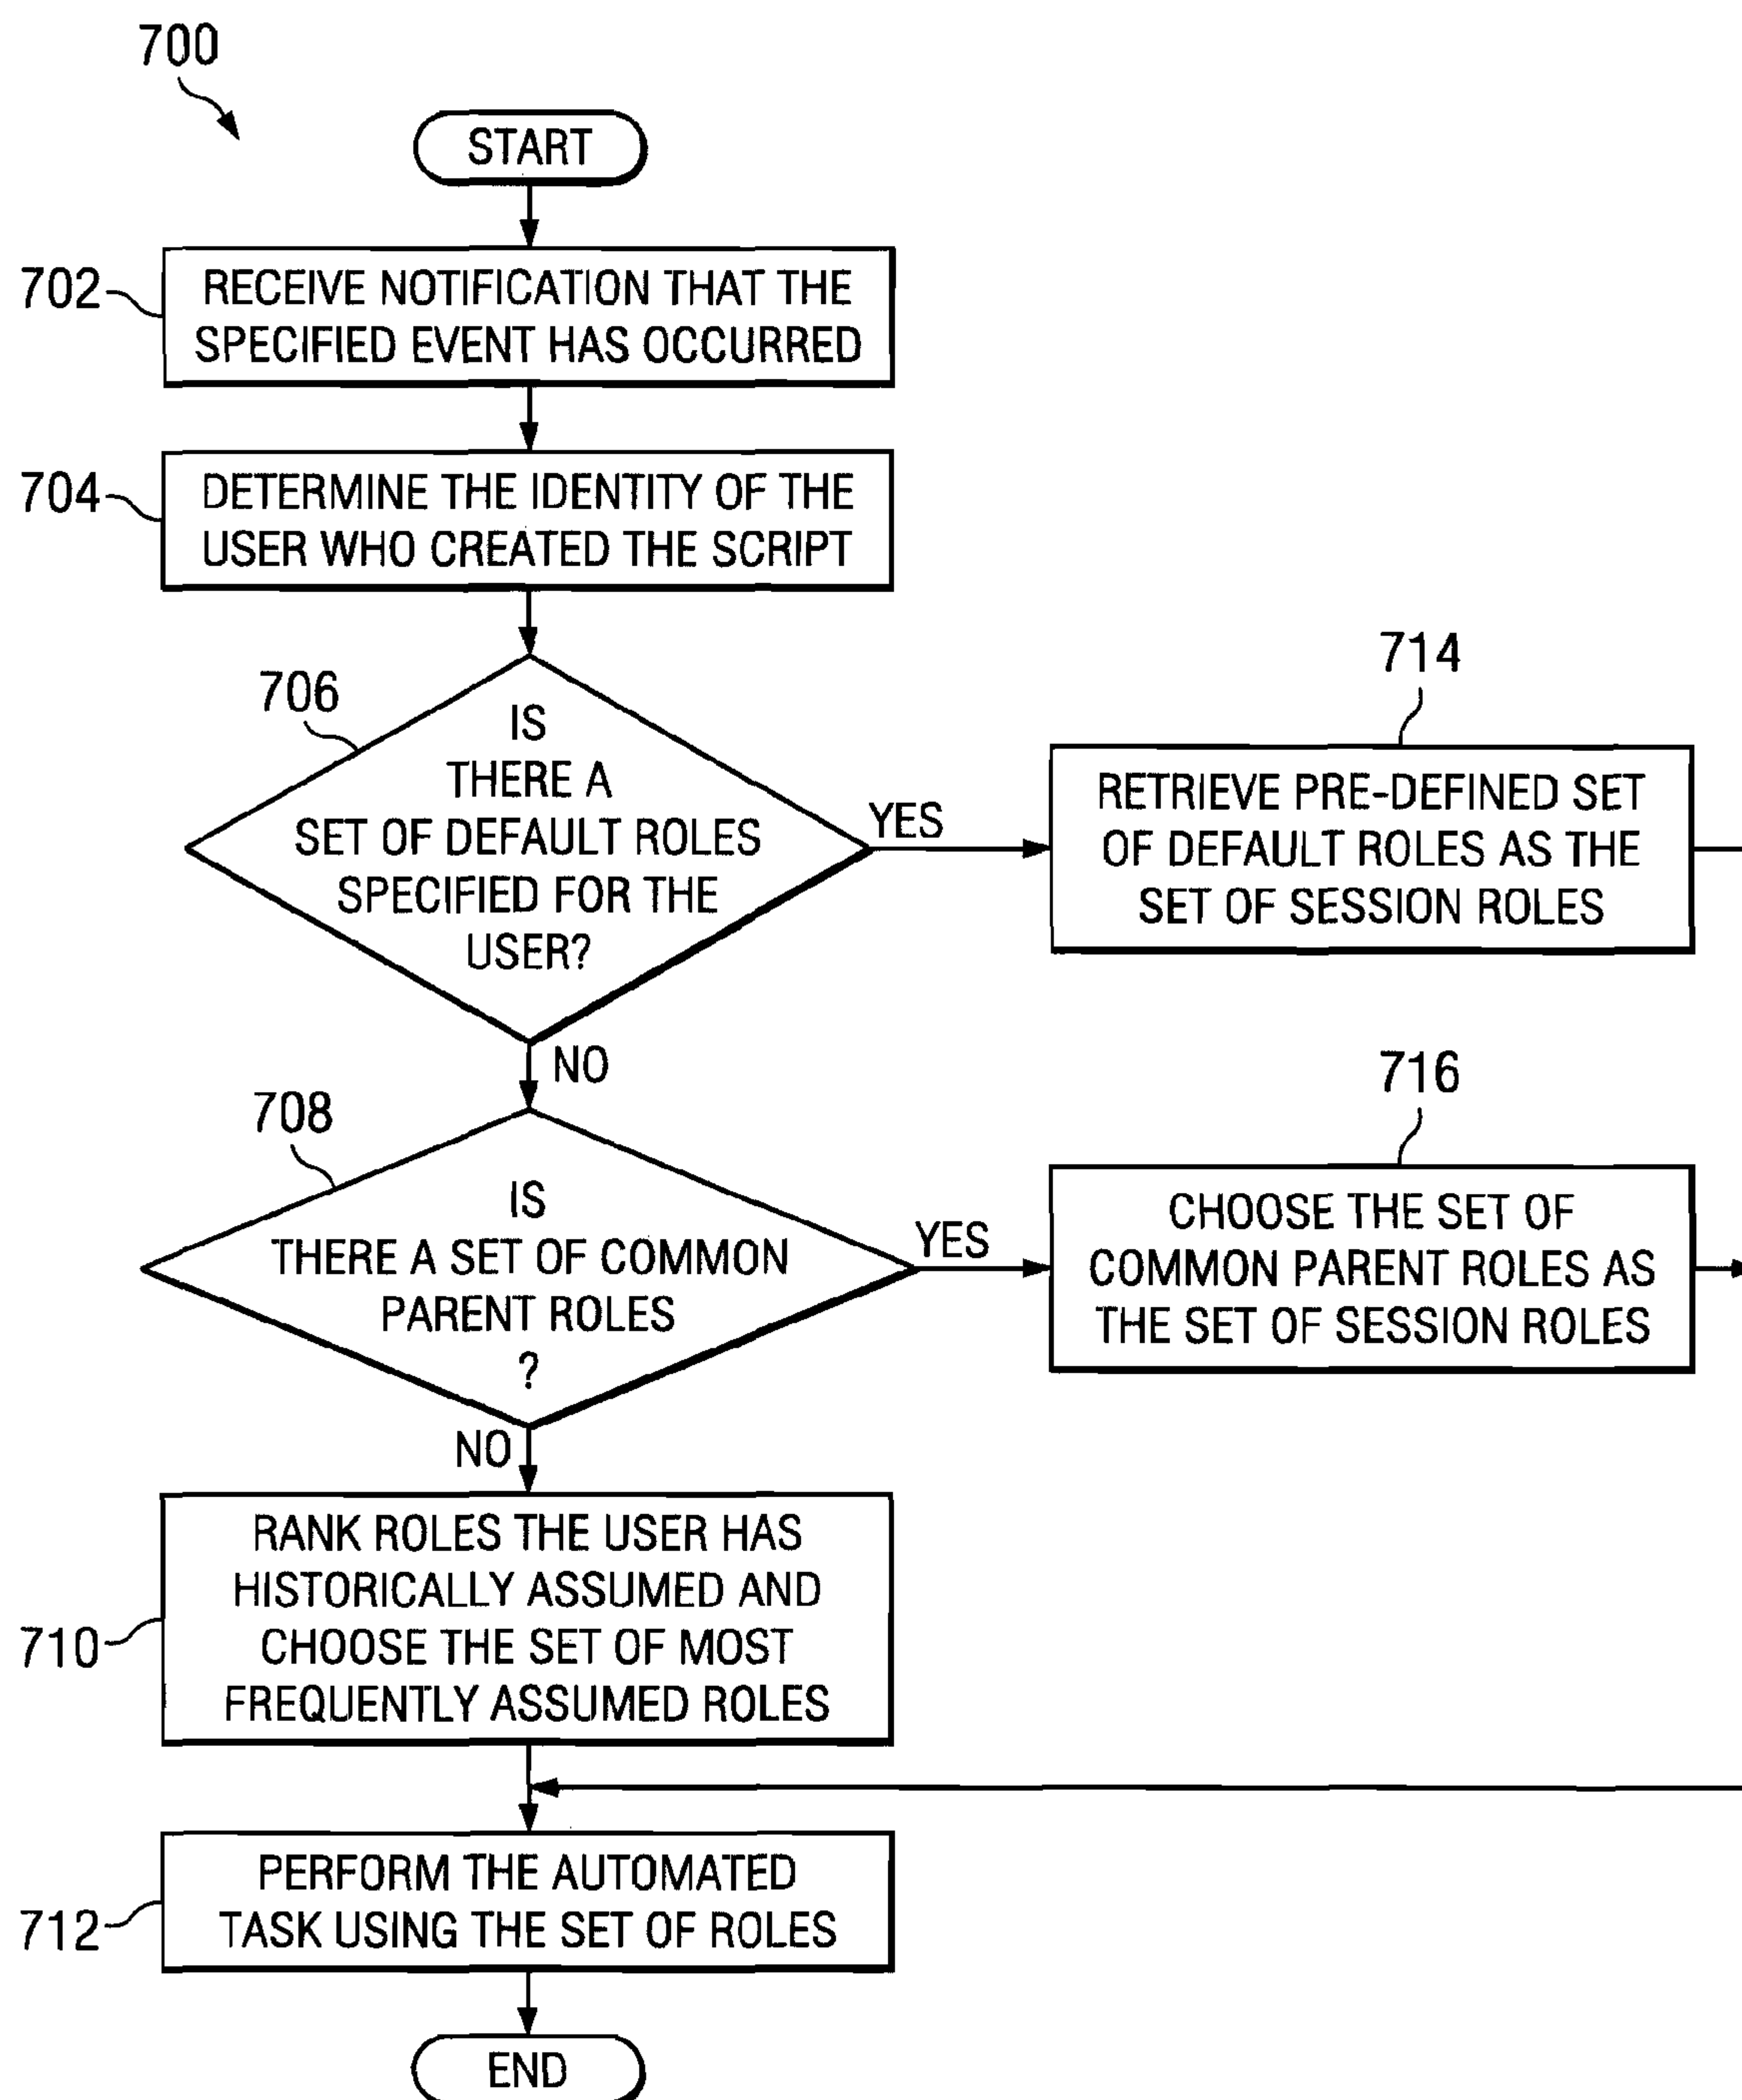 700
START
702
RECEIVE NOTIFICATION THAT THE
SPECIFIED EVENT HAS OCCURRED
704
DETERMINE THE IDENTITY OF THE
USER WHO CREATED THE SCRIPT
706
IS
THERE A
SET OF DEFAULT ROLES
SPECIFIED FOR THE
USER?
YES
714
RETRIEVE PRE-DEFINED SET
OF DEFAULT ROLES AS THE
SET OF SESSION ROLES
NO
708
IS
THERE A SET OF COMMON
PARENT ROLES
?
YES
716
CHOOSE THE SET OF
COMMON PARENT ROLES AS
THE SET OF SESSION ROLES
NO
710
RANK ROLES THE USER HAS
HISTORICALLY ASSUMED AND
CHOOSE THE SET OF MOST
FREQUENTLY ASSUMED ROLES
712
PERFORM THE AUTOMATED
TASK USING THE SET OF ROLES
END